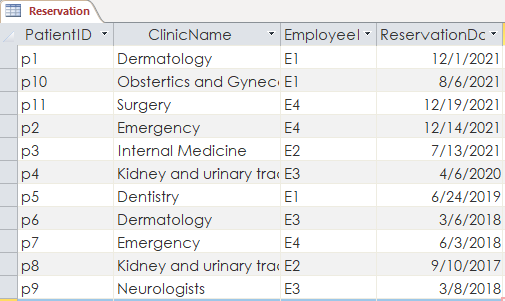 Reservation
PatientID ClinicName EmployeeI ReservationDa
p1 Dermatology E1 12/1/2021
p10 Obstertics and Gynec E1 8/6/2021
p11 Surgery E4 12/19/2021
p2 Emergency E4 12/14/2021
p3 Internal Medicine E2 7/13/2021
p4 Kidney and urinary trac E3 4/6/2020
p5 Dentistry E1 6/24/2019
p6 Dermatology E3 3/6/2018
p7 Emergency E4 6/3/2018
p8 Kidney and urinary trac E2 9/10/2017
p9 Neurologists E3 3/8/2018